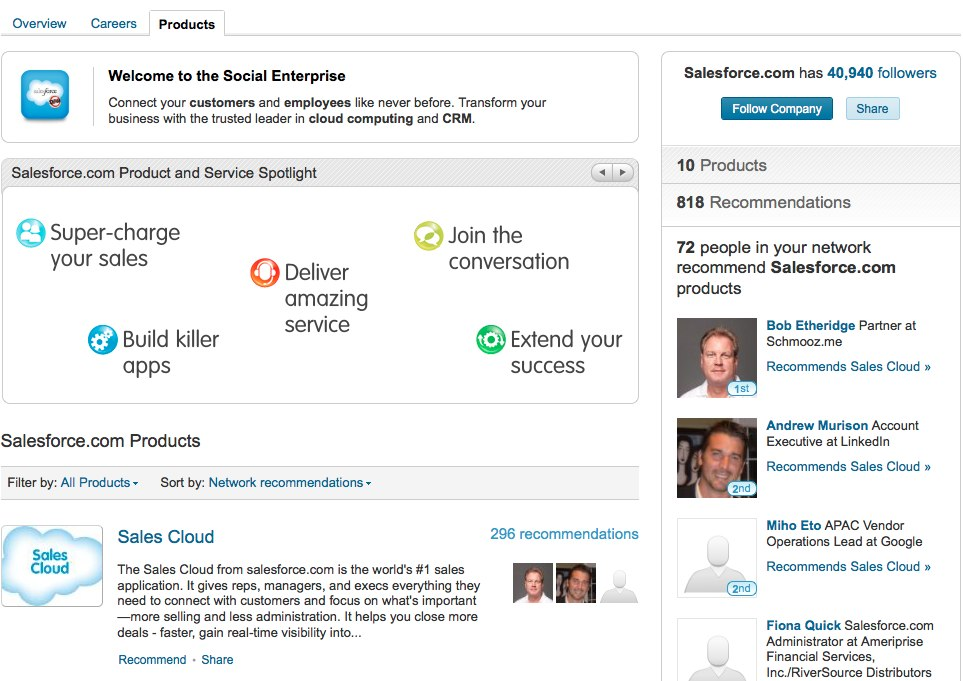 Overview Careers Products
salesforce
Welcome to the Social Enterprise
Connect your customers and employees like never before. Transform your
business with the trusted leader in cloud computing and CRM.
Salesforce.com Product and Service Spotlight
Super-charge
your sales
Join the
conversation
Deliver
amazing
service
Build killer
apps
Extend your
success
Salesforce.com Products
Filter by: All Products Sort by: Network recommendations
Sales
Cloud
Sales Cloud
296 recommendations
The Sales Cloud from salesforce.com is the world's #1 sales
application. It gives reps, managers, and execs everything they
need to connect with customers and focus on what's important
—more selling and less administration. It helps you close more
deals - faster, gain real-time visibility into...
Recommend · Share
Salesforce.com has 40,940 followers
Follow Company Share
10 Products
818 Recommendations
72 people in your network
recommend Salesforce.com
products
Bob Etheridge Partner at
Schmooz.me
Recommends Sales Cloud »
1st
Andrew Murison Account
Executive at LinkedIn
Recommends Sales Cloud »
2nd
Miho Eto APAC Vendor
Operations Lead at Google
Recommends Sales Cloud »
2nd
Fiona Quick Salesforce.com
Administrator at Ameriprise
Financial Services,
Inc./RiverSource Distributors